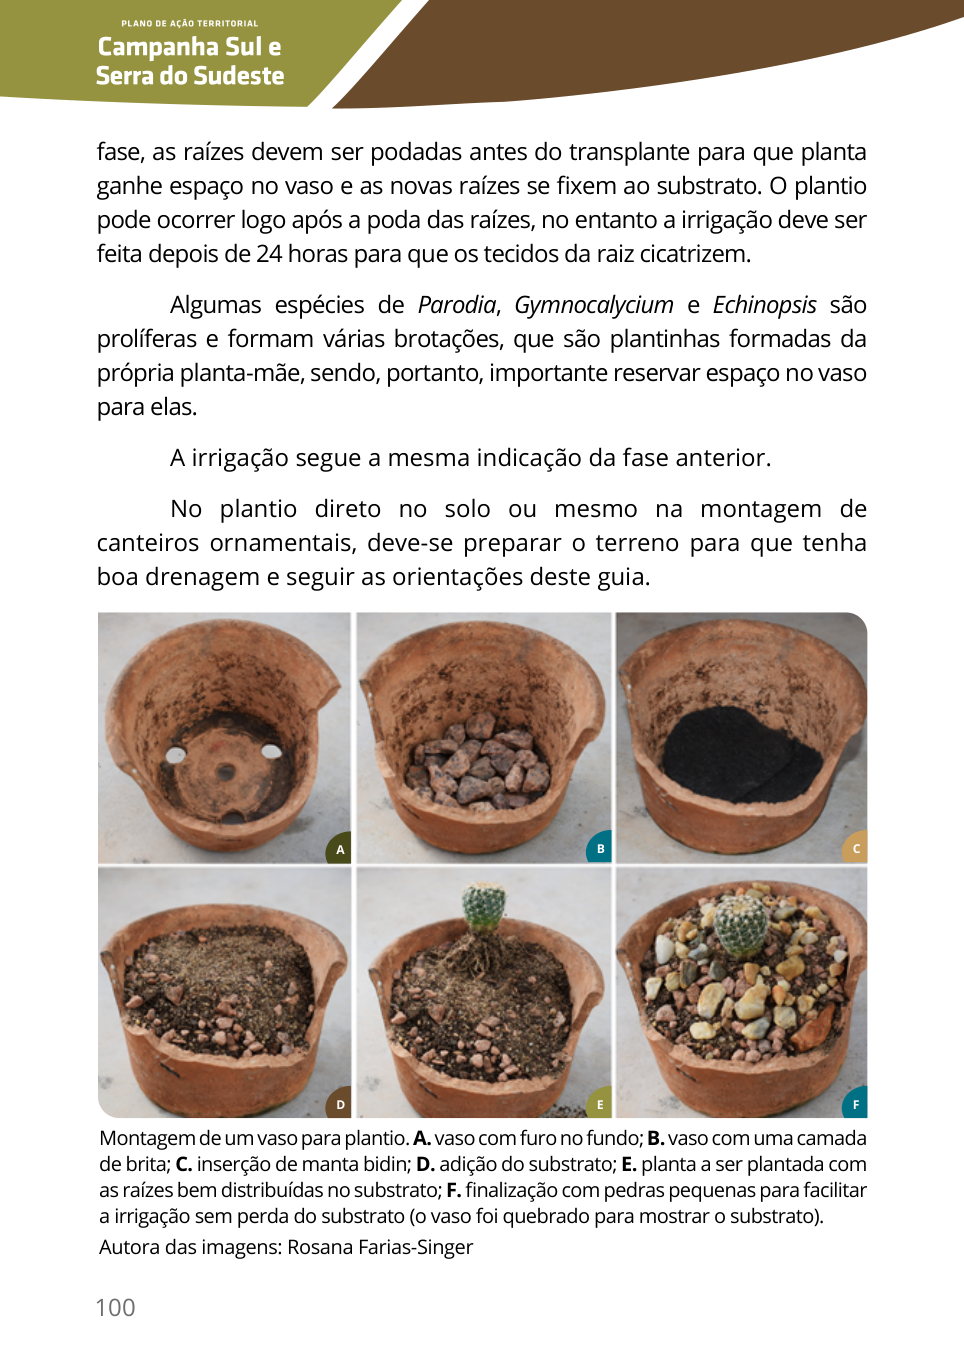 PLANO DE AÇÃO TERRITORIAL
Campanha Sul e
Serra do Sudeste
fase, as raízes devem ser podadas antes do transplante para que planta
ganhe espaço no vaso e as novas raízes se fixem ao substrato. O plantio
pode ocorrer logo após a poda das raízes, no entanto a irrigação deve ser
feita depois de 24 horas para que os tecidos da raiz cicatrizem.
Algumas espécies de Parodia, Gymnocalycium e Echinopsis são
prolíferas e formam várias brotações, que são plantinhas formadas da
própria planta-mãe, sendo, portanto, importante reservar espaço no vaso
para elas.
A irrigação segue a mesma indicação da fase anterior.
No plantio direto no solo ou mesmo na montagem de
canteiros ornamentais, deve-se preparar o terreno para que tenha
boa drenagem e seguir as orientações deste guia.
A
B
C
D
E
F
Montagem de um vaso para plantio. A. vaso com furo no fundo; B. vaso com uma camada
de brita; C. inserção de manta bidin; D. adição do substrato; E. planta a ser plantada com
as raízes bem distribuídas no substrato; F. finalização com pedras pequenas para facilitar
a irrigação sem perda do substrato (o vaso foi quebrado para mostrar o substrato).
Autora das imagens: Rosana Farias-Singer
100